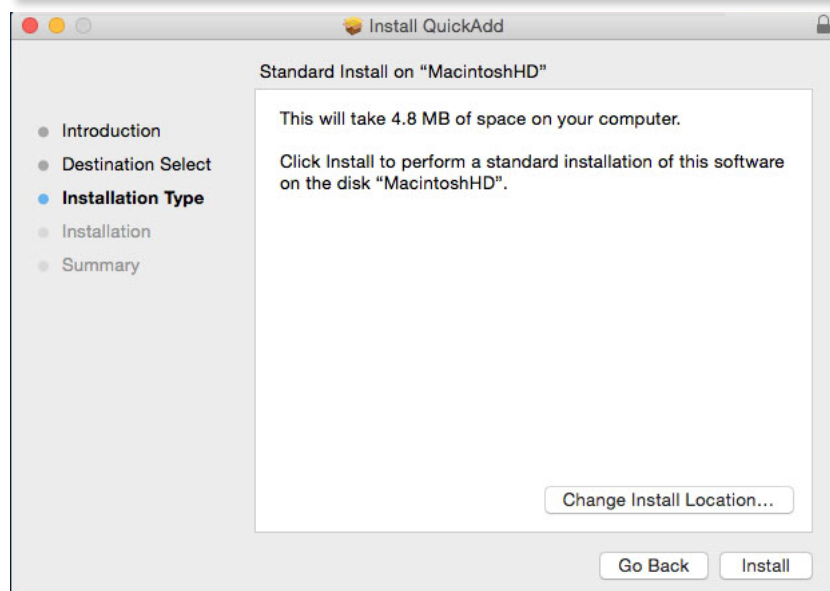 Install QuickAdd
Standard Install on “MacintoshHD”
Introduction
Destination Select
Installation Type
Installation
Summary
This will take 4.8 MB of space on your computer.
Click Install to perform a standard installation of this software
on the disk “MacintoshHD”.
Change Install Location...
Go Back
Install